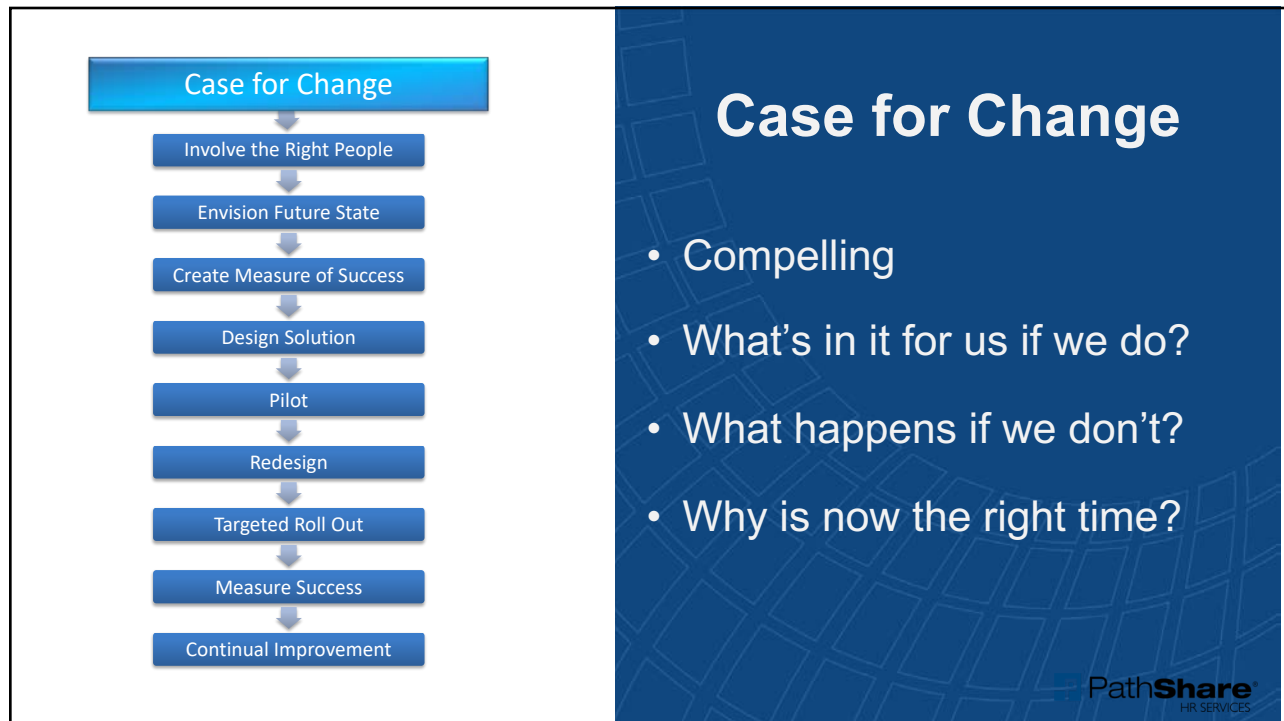 Case for Change
Involve the Right People
Envision Future State
Create Measure of Success
Design Solution
Pilot
Redesign
Targeted Roll Out
Measure Success
Continual Improvement
Case for Change
• Compelling
• What’s in it for us if we do?
• What happens if we don’t?
• Why is now the right time?
PathShare®
HR SERVICES